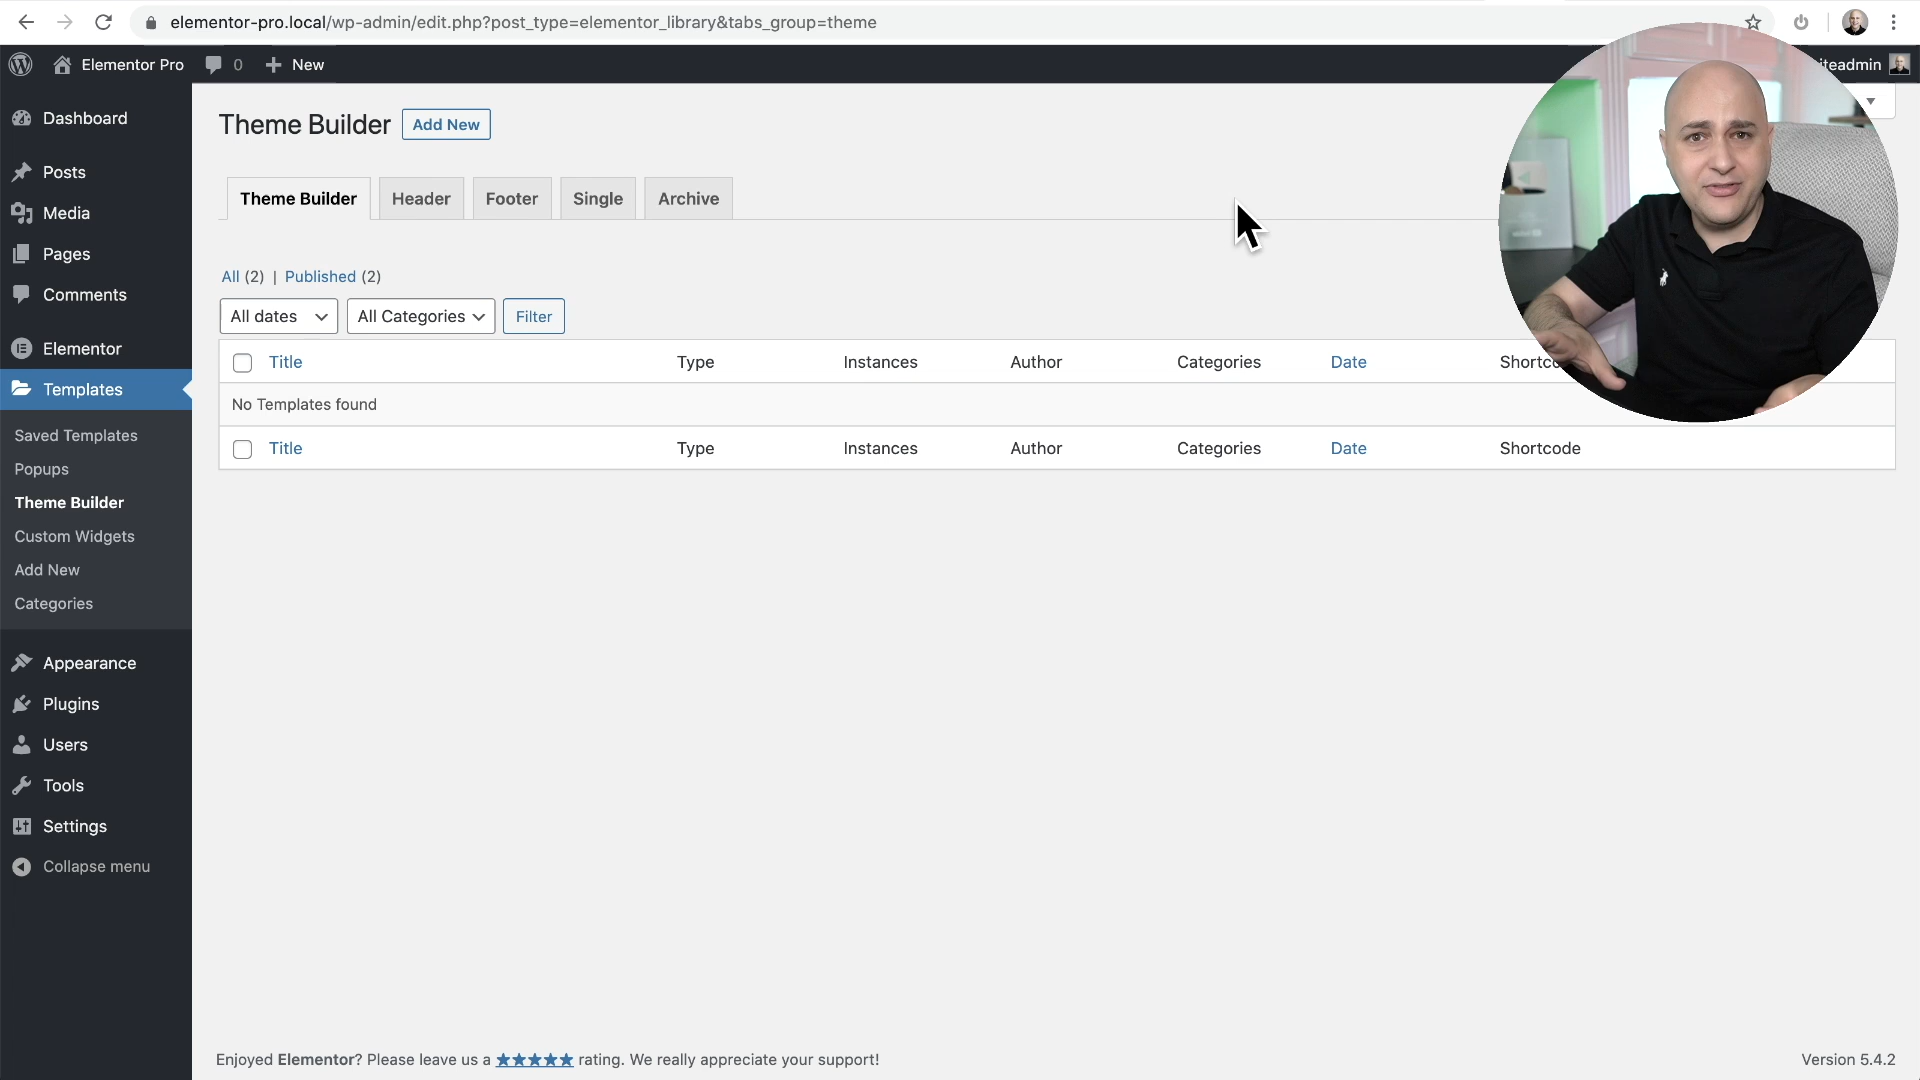 elementor-pro.local/wp-admin/edit.php?post_type=elementor_library&tabs_group=theme
Elementor Pro 0 New
iteadmin
Dashboard
Posts
Media
Pages
Comments
Elementor
Templates
Saved Templates
Popups
Theme Builder
Custom Widgets
Add New
Categories
Appearance
Plugins
Users
Tools
Settings
Collapse menu
Theme Builder Add New
Theme Builder Header Footer Single Archive
All (2) | Published (2)
All dates All Categories Filter
Title Type Instances Author Categories Date Shortc
No Templates found
Title Type Instances Author Categories Date Shortcode
Enjoyed Elementor? Please leave us a ★★★★★ rating. We really appreciate your support!
Version 5.4.2